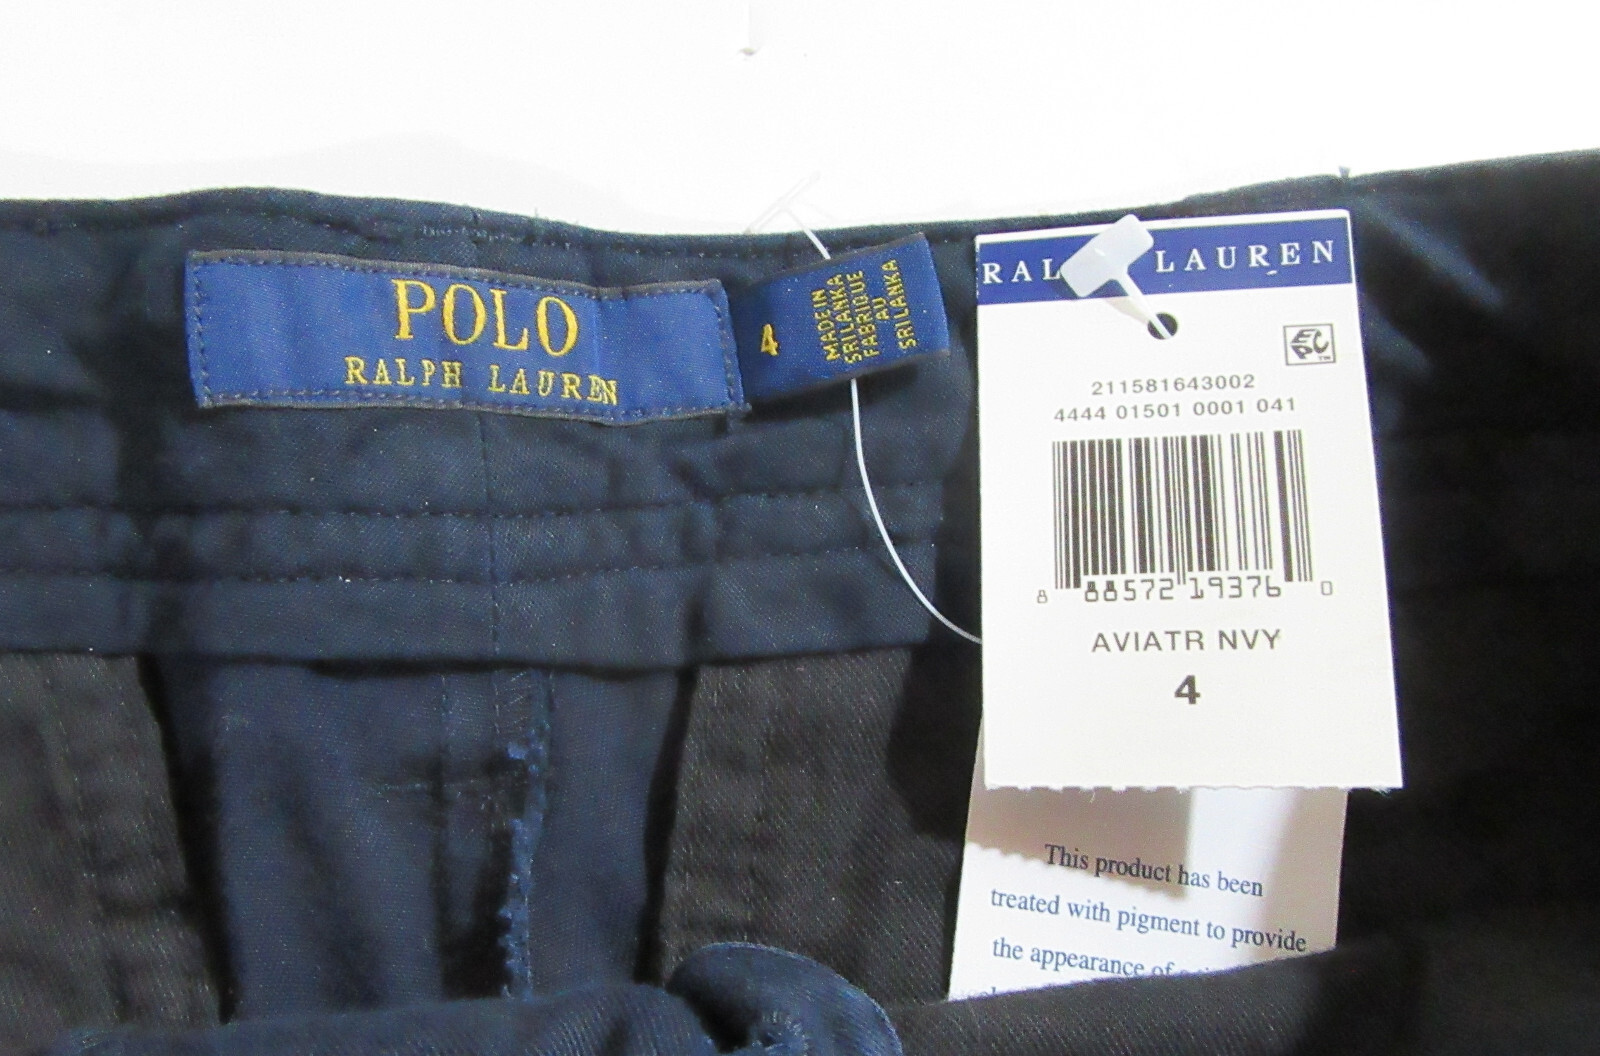 POLO
RALPH LAUREN
4
MADE IN
SRI LANKA
FABRIQUE
AU
SRI LANKA
RAL LAUREN
EPC
TM
211581643002
4444 01501 0001 041
8 88572 19376 0
AVIATR NVY
4
This product has been
treated with pigment to provide
the appearance of